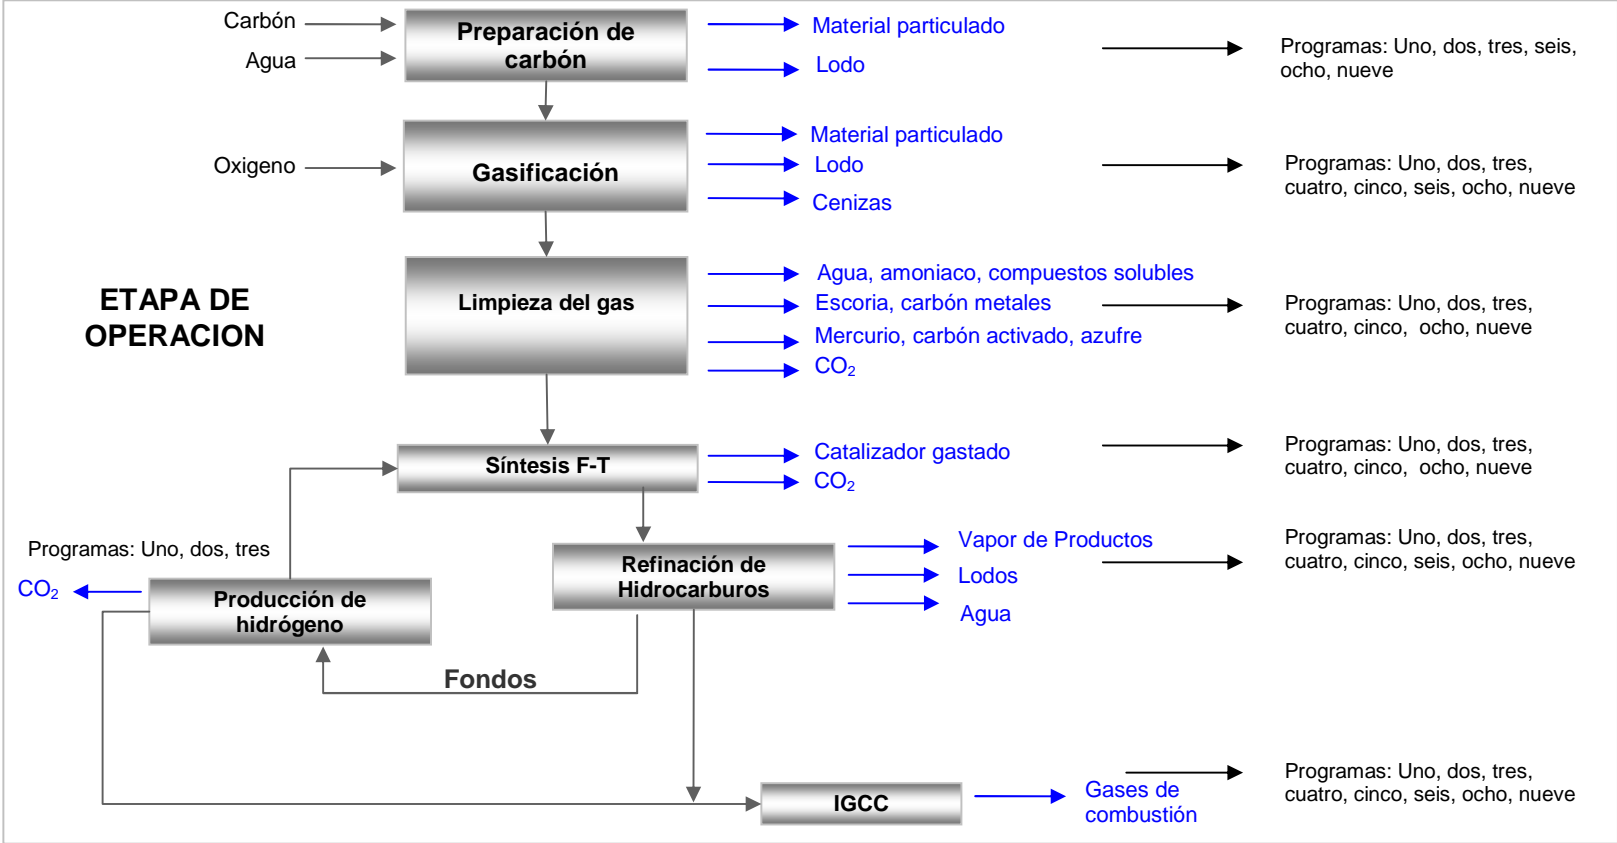 Carbón
Agua
Preparación de
carbón
Material particulado
Lodo
Programas: Uno, dos, tres, seis,
ocho, nueve
Oxigeno
Gasificación
Material particulado
Lodo
Cenizas
Programas: Uno, dos, tres,
cuatro, cinco, seis, ocho, nueve
ETAPA DE
OPERACION
Limpieza del gas
Agua, amoniaco, compuestos solubles
Escoria, carbón metales
Mercurio, carbón activado, azufre
CO₂
Programas: Uno, dos, tres,
cuatro, cinco,  ocho, nueve
Síntesis F-T
Catalizador gastado
CO₂
Programas: Uno, dos, tres,
cuatro, cinco,  ocho, nueve
Programas: Uno, dos, tres
CO₂
Producción de
hidrógeno
Refinación de
Hidrocarburos
Vapor de Productos
Lodos
Agua
Programas: Uno, dos, tres,
cuatro, cinco, seis, ocho, nueve
Fondos
IGCC
Gases de
combustión
Programas: Uno, dos, tres,
cuatro, cinco, seis, ocho, nueve